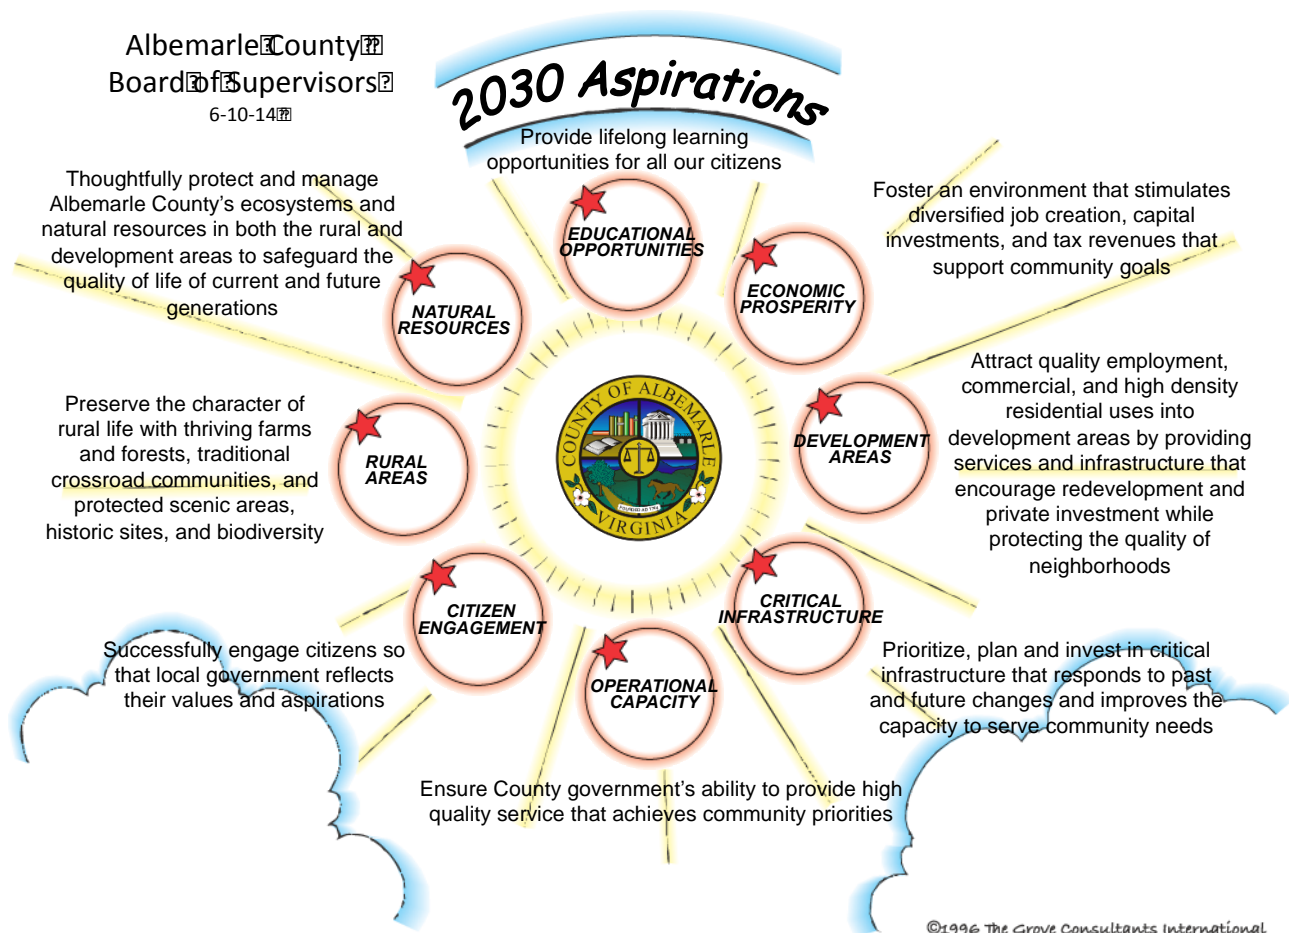 Albemarle County
Board of Supervisors
6-10-14
2030 Aspirations
Provide lifelong learning
opportunities for all our citizens
EDUCATIONAL
OPPORTUNITIES
Foster an environment that stimulates
diversified job creation, capital
investments, and tax revenues that
support community goals
ECONOMIC
PROSPERITY
Attract quality employment,
commercial, and high density
residential uses into
development areas by providing
services and infrastructure that
encourage redevelopment and
private investment while
protecting the quality of
neighborhoods
DEVELOPMENT
AREAS
Prioritize, plan and invest in critical
infrastructure that responds to past
and future changes and improves the
capacity to serve community needs
CRITICAL
INFRASTRUCTURE
OPERATIONAL
CAPACITY
Ensure County government’s ability to provide high
quality service that achieves community priorities
CITIZEN
ENGAGEMENT
Successfully engage citizens so
that local government reflects
their values and aspirations
RURAL
AREAS
Preserve the character of
rural life with thriving farms
and forests, traditional
crossroad communities, and
protected scenic areas,
historic sites, and biodiversity
NATURAL
RESOURCES
Thoughtfully protect and manage
Albemarle County’s ecosystems and
natural resources in both the rural and
development areas to safeguard the
quality of life of current and future
generations
COUNTY OF ALBEMARLE
VIRGINIA
©1996 The Grove Consultants International